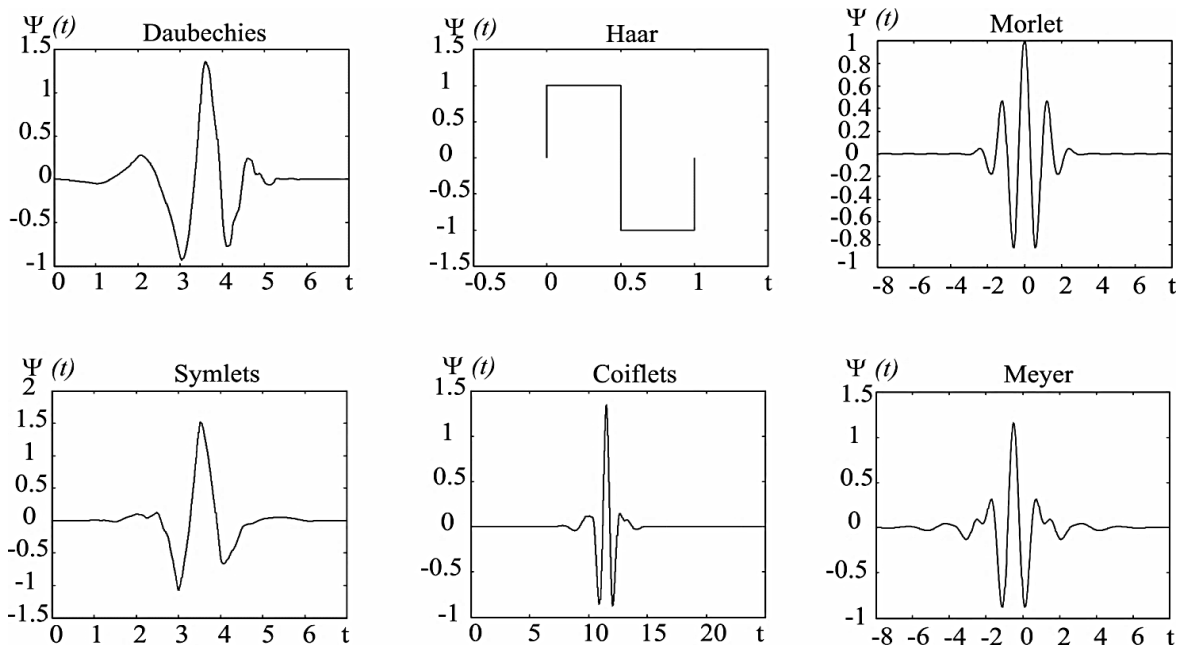 Ψ (t)
Daubechies
1.5
1
0.5
0
-0.5
-1
0 1 2 3 4 5 6 t
Ψ (t)
Haar
1.5
1
0.5
0
-0.5
-1
-1.5
-0.5 0 0.5 1 t
Ψ (t)
Morlet
1
0.8
0.6
0.4
0.2
0
-0.2
-0.4
-0.6
-0.8
-1
-8 -6 -4 -2 0 2 4 6 t
Ψ (t)
Symlets
2
1.5
1
0.5
0
-0.5
-1
-1.5
0 1 2 3 4 5 6 t
Ψ (t)
Coiflets
1.5
1
0.5
0
-0.5
-1
0 5 10 15 20 t
Ψ (t)
Meyer
1.5
1
0.5
0
-0.5
-1
-8 -6 -4 -2 0 2 4 6 t